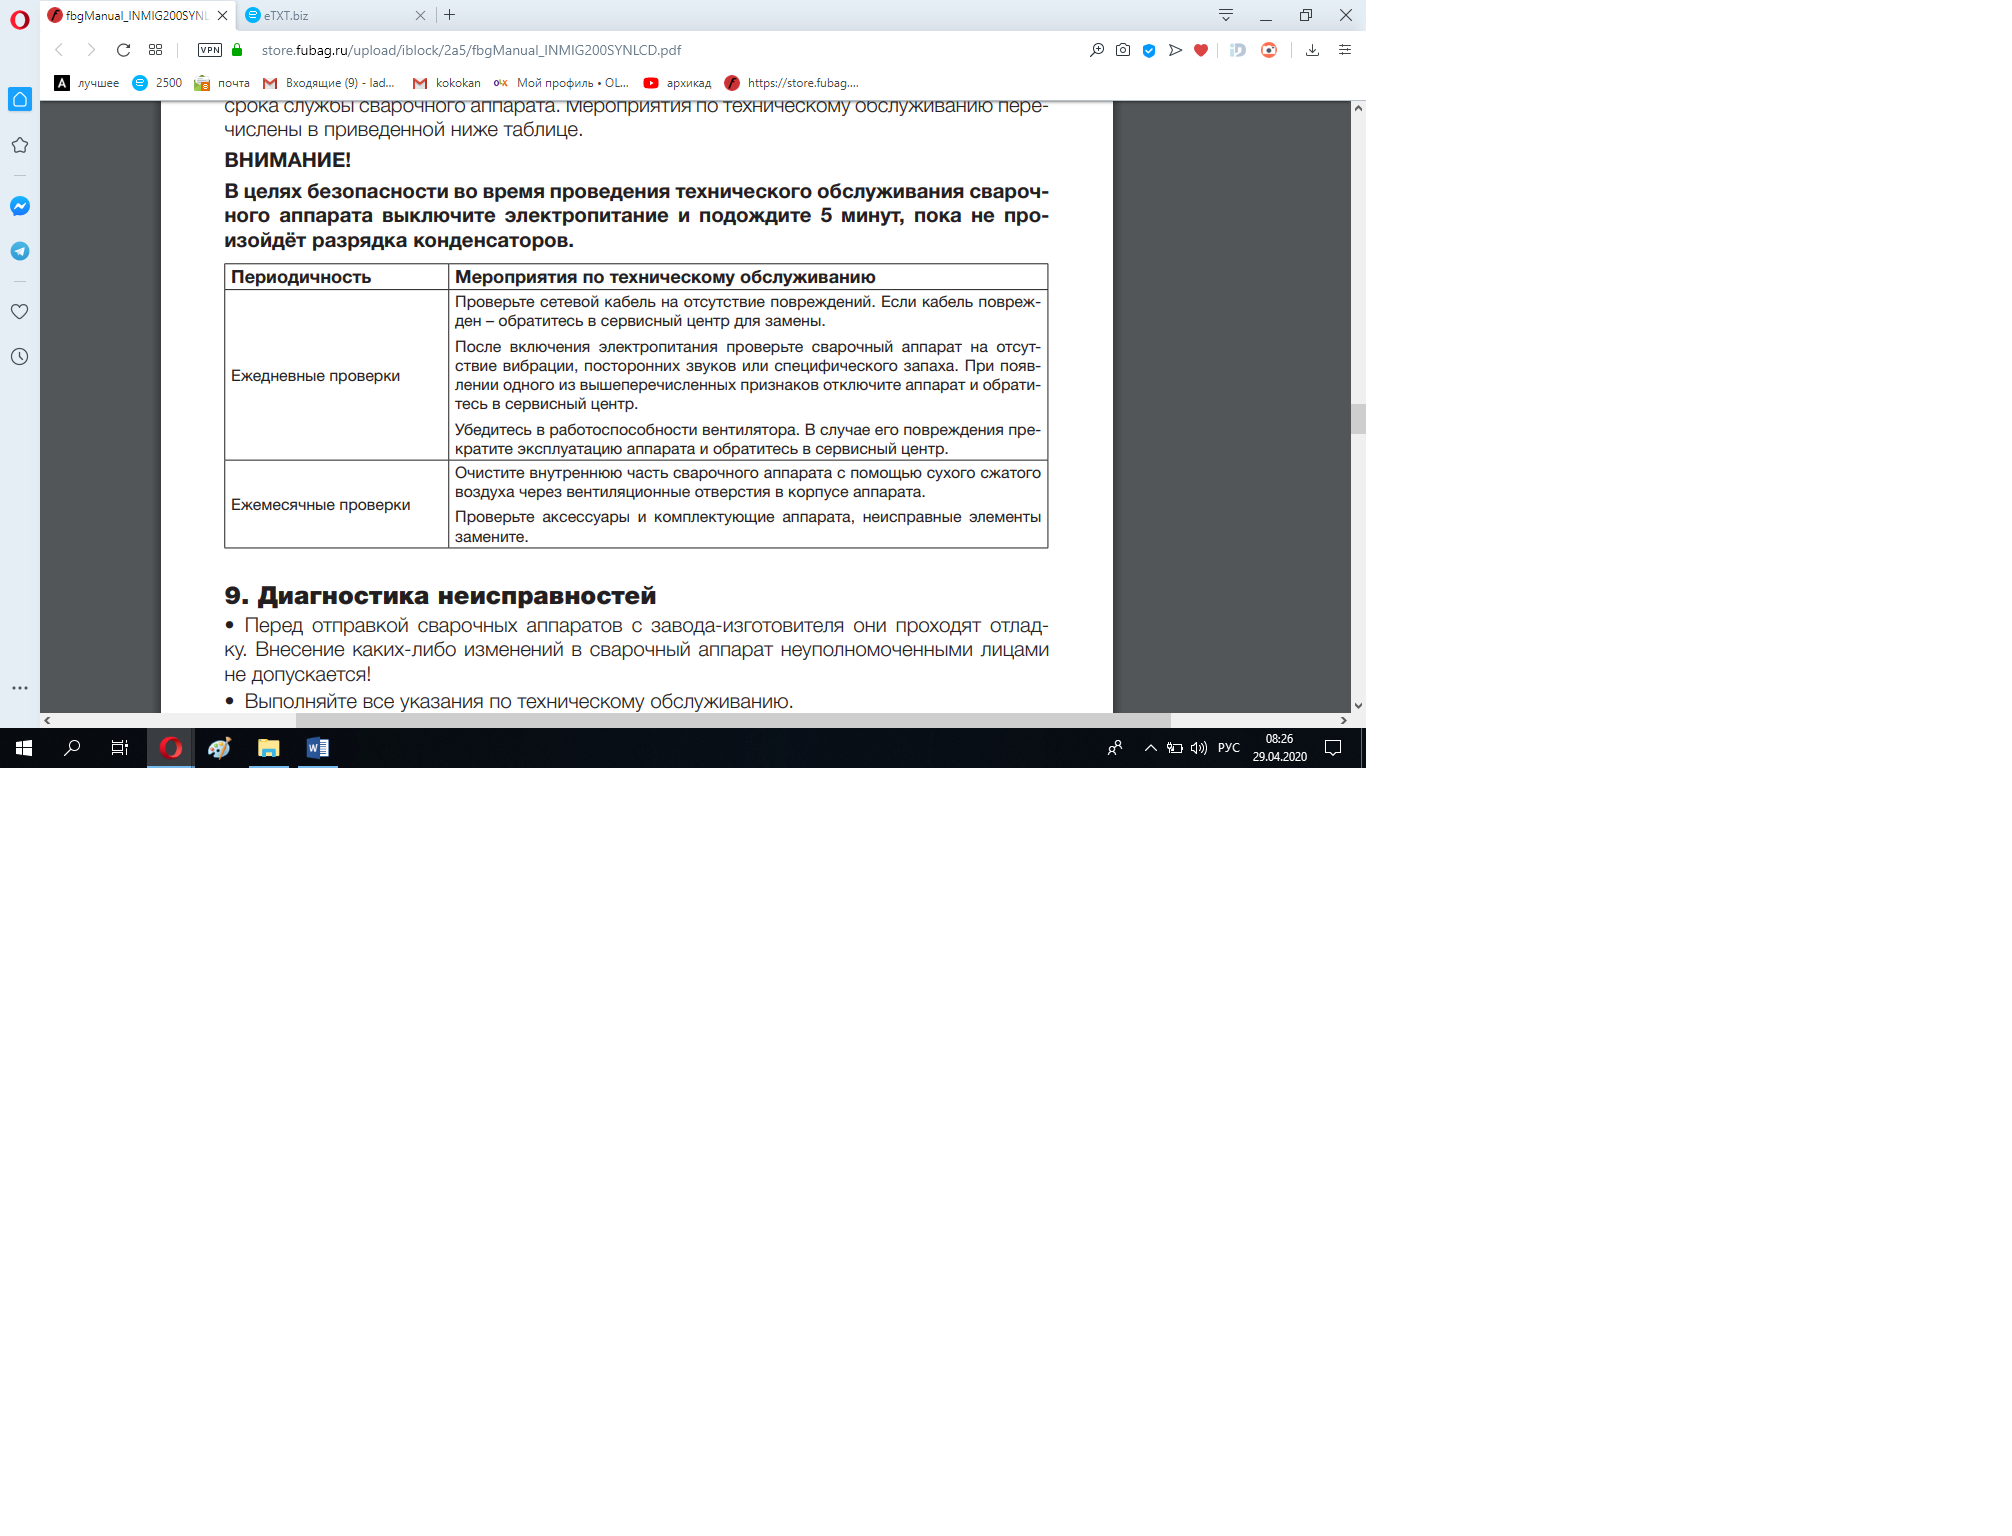 fbgManual_INMIG200SYNL
eTXT.biz
VPN
store.fubag.ru/upload/iblock/2a5/fbgManual_INMIG200SYNLCD.pdf
A лучшее
2500
почта
Входящие (9) - lad...
kokokan
OLX Мой профиль • OL...
архикад
https://store.fubag....
срока службы сварочного аппарата. Мероприятия по техническому обслуживанию пере-
числены в приведенной ниже таблице.
ВНИМАНИЕ!
В целях безопасности во время проведения технического обслуживания свароч-
ного аппарата выключите электропитание и подождите 5 минут, пока не про-
изойдёт разрядка конденсаторов.
Периодичность
Мероприятия по техническому обслуживанию
Ежедневные проверки
Проверьте сетевой кабель на отсутствие повреждений. Если кабель повреж-
ден – обратитесь в сервисный центр для замены.
После включения электропитания проверьте сварочный аппарат на отсут-
ствие вибрации, посторонних звуков или специфического запаха. При появ-
лении одного из вышеперечисленных признаков отключите аппарат и обрати-
тесь в сервисный центр.
Убедитесь в работоспособности вентилятора. В случае его повреждения пре-
кратите эксплуатацию аппарата и обратитесь в сервисный центр.
Ежемесячные проверки
Очистите внутреннюю часть сварочного аппарата с помощью сухого сжатого
воздуха через вентиляционные отверстия в корпусе аппарата.
Проверьте аксессуары и комплектующие аппарата, неисправные элементы
замените.
9. Диагностика неисправностей
• Перед отправкой сварочных аппаратов с завода-изготовителя они проходят отлад-
ку. Внесение каких-либо изменений в сварочный аппарат неуполномоченными лицами
не допускается!
• Выполняйте все указания по техническому обслуживанию.
РУС
08:26
29.04.2020